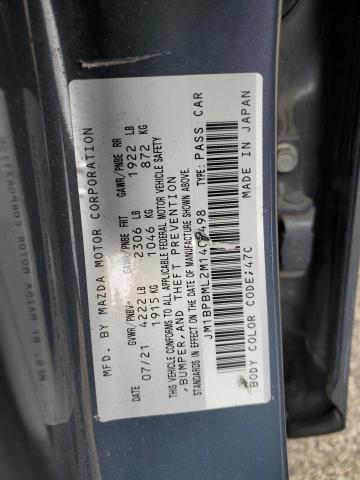 MFD. BY MAZDA MOTOR CORPORATION
GVWR/PNBV GAWR/PNBE FRT GAWR/PNBE RR
DATE 07/21 4222 LB 2306 LB 1922 LB
1915 KG 1046 KG 872 KG
THIS VEHICLE CONFORMS TO ALL APPLICABLE FEDERAL MOTOR VEHICLE SAFETY
STANDARDS IN EFFECT ON THE DATE OF MANUFACTURE SHOWN ABOVE.
BUMPER, AND THEFT PREVENTION
TYPE: PASS CAR
BODY COLOR CODE;47C MADE IN JAPAN